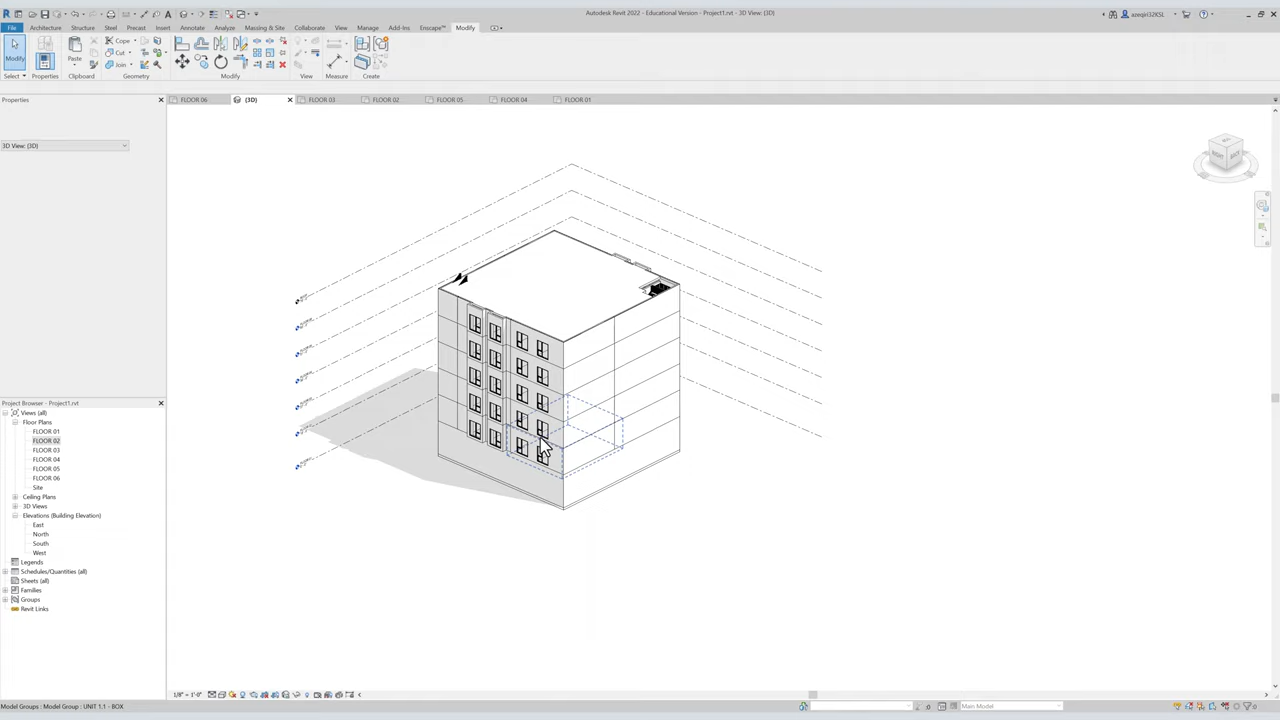 Autodesk Revit 2022 - Educational Version - Project1.rvt - 3D View: {3D}
azegiri32KSL
File Architecture Structure Steel Precast Insert Annotate Analyze Massing & Site Collaborate View Manage Add-Ins Enscape™ Modify
Modify
Paste
Cope
Cut
Join
Select Properties Clipboard Geometry Modify View Measure Create
Properties
FLOOR 06 {3D} FLOOR 03 FLOOR 02 FLOOR 05 FLOOR 04 FLOOR 01
3D View: {3D}
RIGHT BACK
Project Browser - Project1.rvt
Views (all)
Floor Plans
FLOOR 01
FLOOR 02
FLOOR 03
FLOOR 04
FLOOR 05
FLOOR 06
Site
Ceiling Plans
3D Views
Elevations (Building Elevation)
East
North
South
West
Legends
Schedules/Quantities (all)
Sheets (all)
Families
Groups
Revit Links
1/8" = 1'-0"
Model Groups : Model Group : UNIT 1.1 - BOX
Main Model